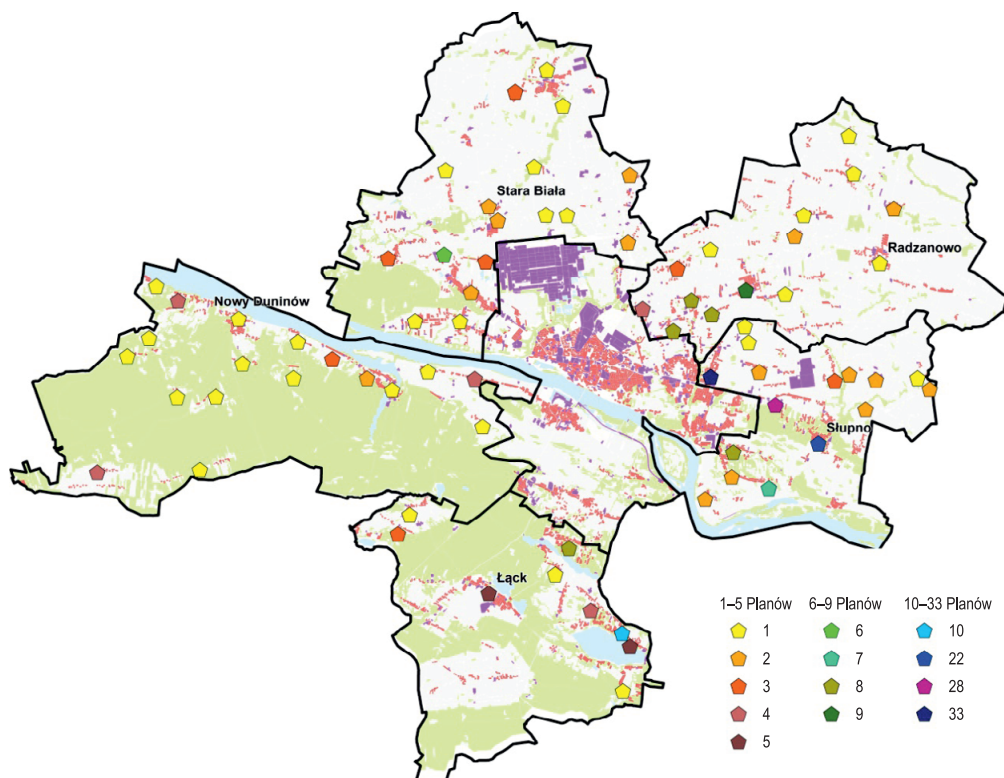 Stara Biała
Radzanowo
Nowy Duninów
Słupno
Łąck
1–5 Planów 6–9 Planów 10–33 Planów
1 6 10
2 7 22
3 8 28
4 9 33
5